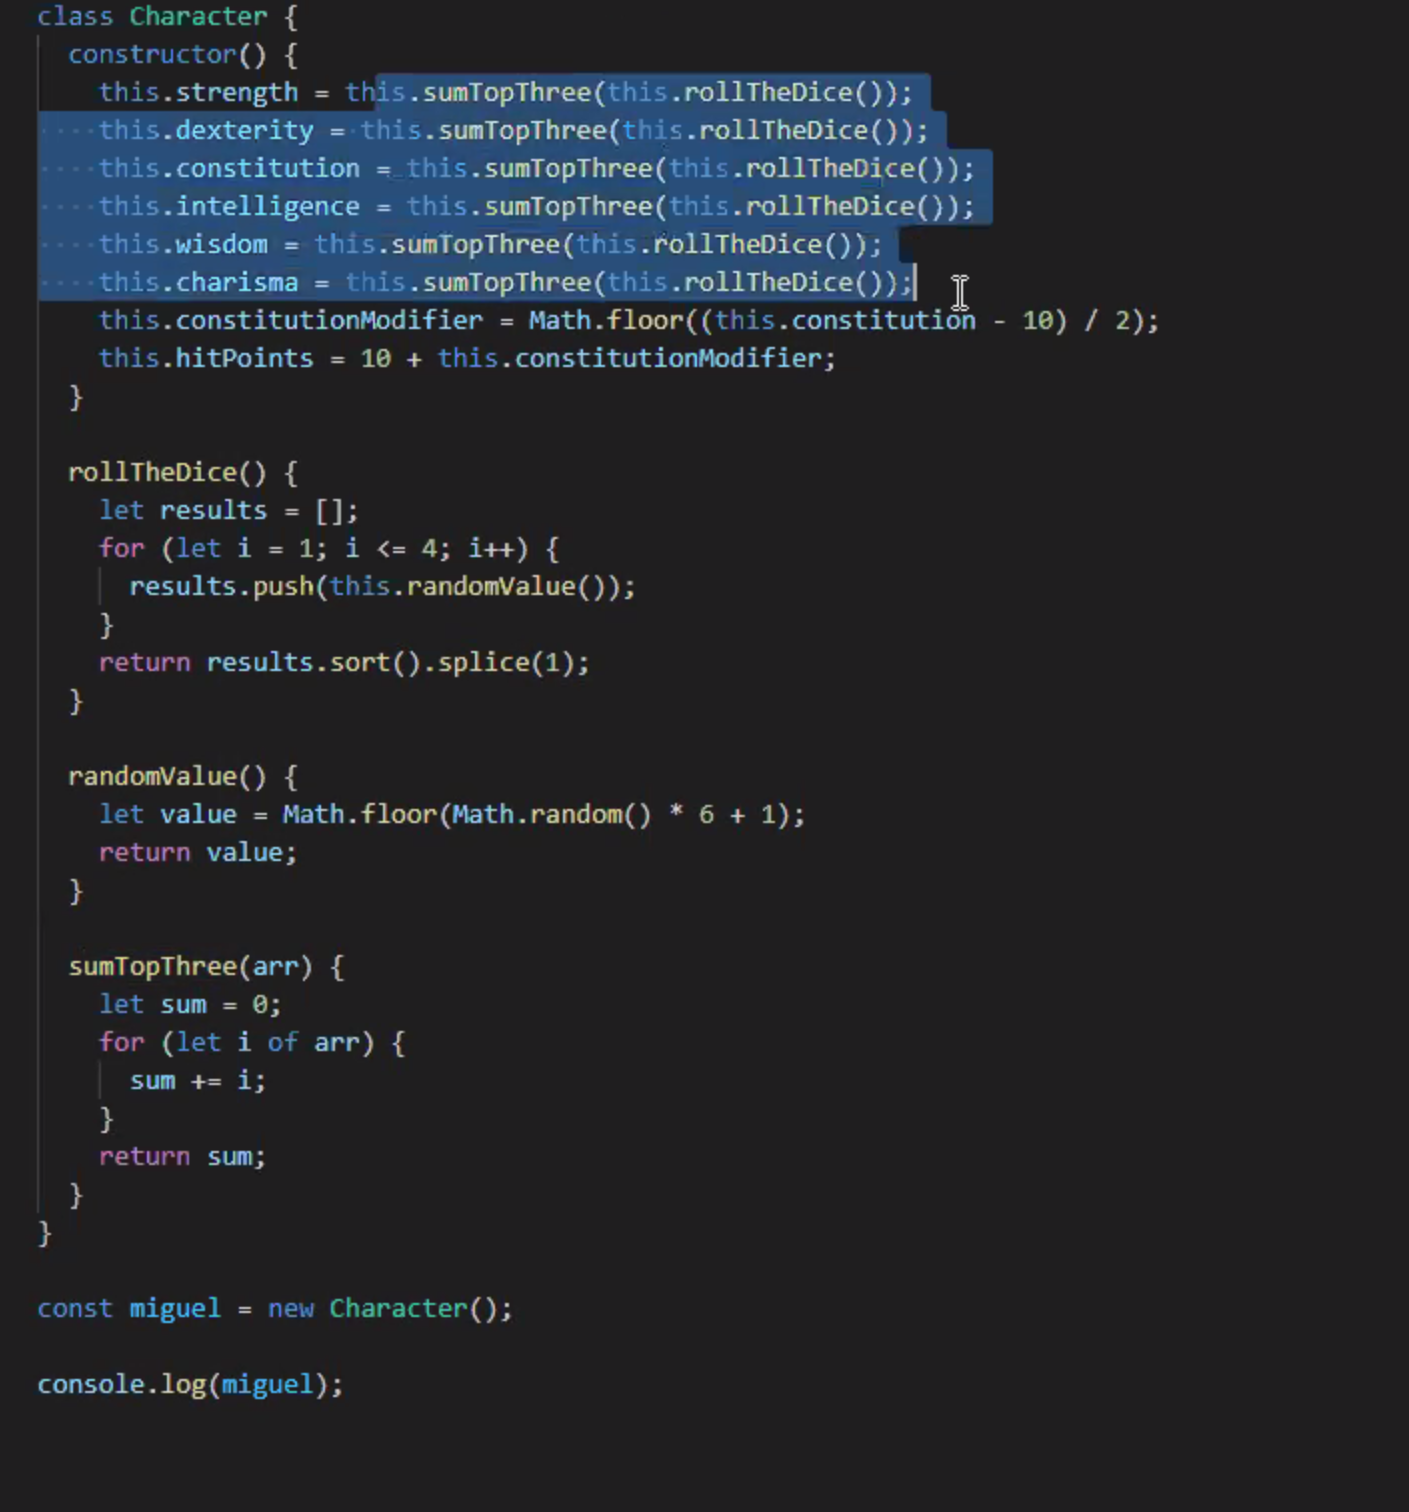 class Character {
constructor() {
this.strength = this.sumTopThree(this.rollTheDice());
this.dexterity = this.sumTopThree(this.rollTheDice());
this.constitution = this.sumTopThree(this.rollTheDice());
this.intelligence = this.sumTopThree(this.rollTheDice());
this.wisdom = this.sumTopThree(this.rollTheDice());
this.charisma = this.sumTopThree(this.rollTheDice());
this.constitutionModifier = Math.floor((this.constitution - 10) / 2);
this.hitPoints = 10 + this.constitutionModifier;
}
rollTheDice() {
let results = [];
for (let i = 1; i <= 4; i++) {
results.push(this.randomValue());
}
return results.sort().splice(1);
}
randomValue() {
let value = Math.floor(Math.random() * 6 + 1);
return value;
}
sumTopThree(arr) {
let sum = 0;
for (let i of arr) {
sum += i;
}
return sum;
}
}
const miguel = new Character();
console.log(miguel);